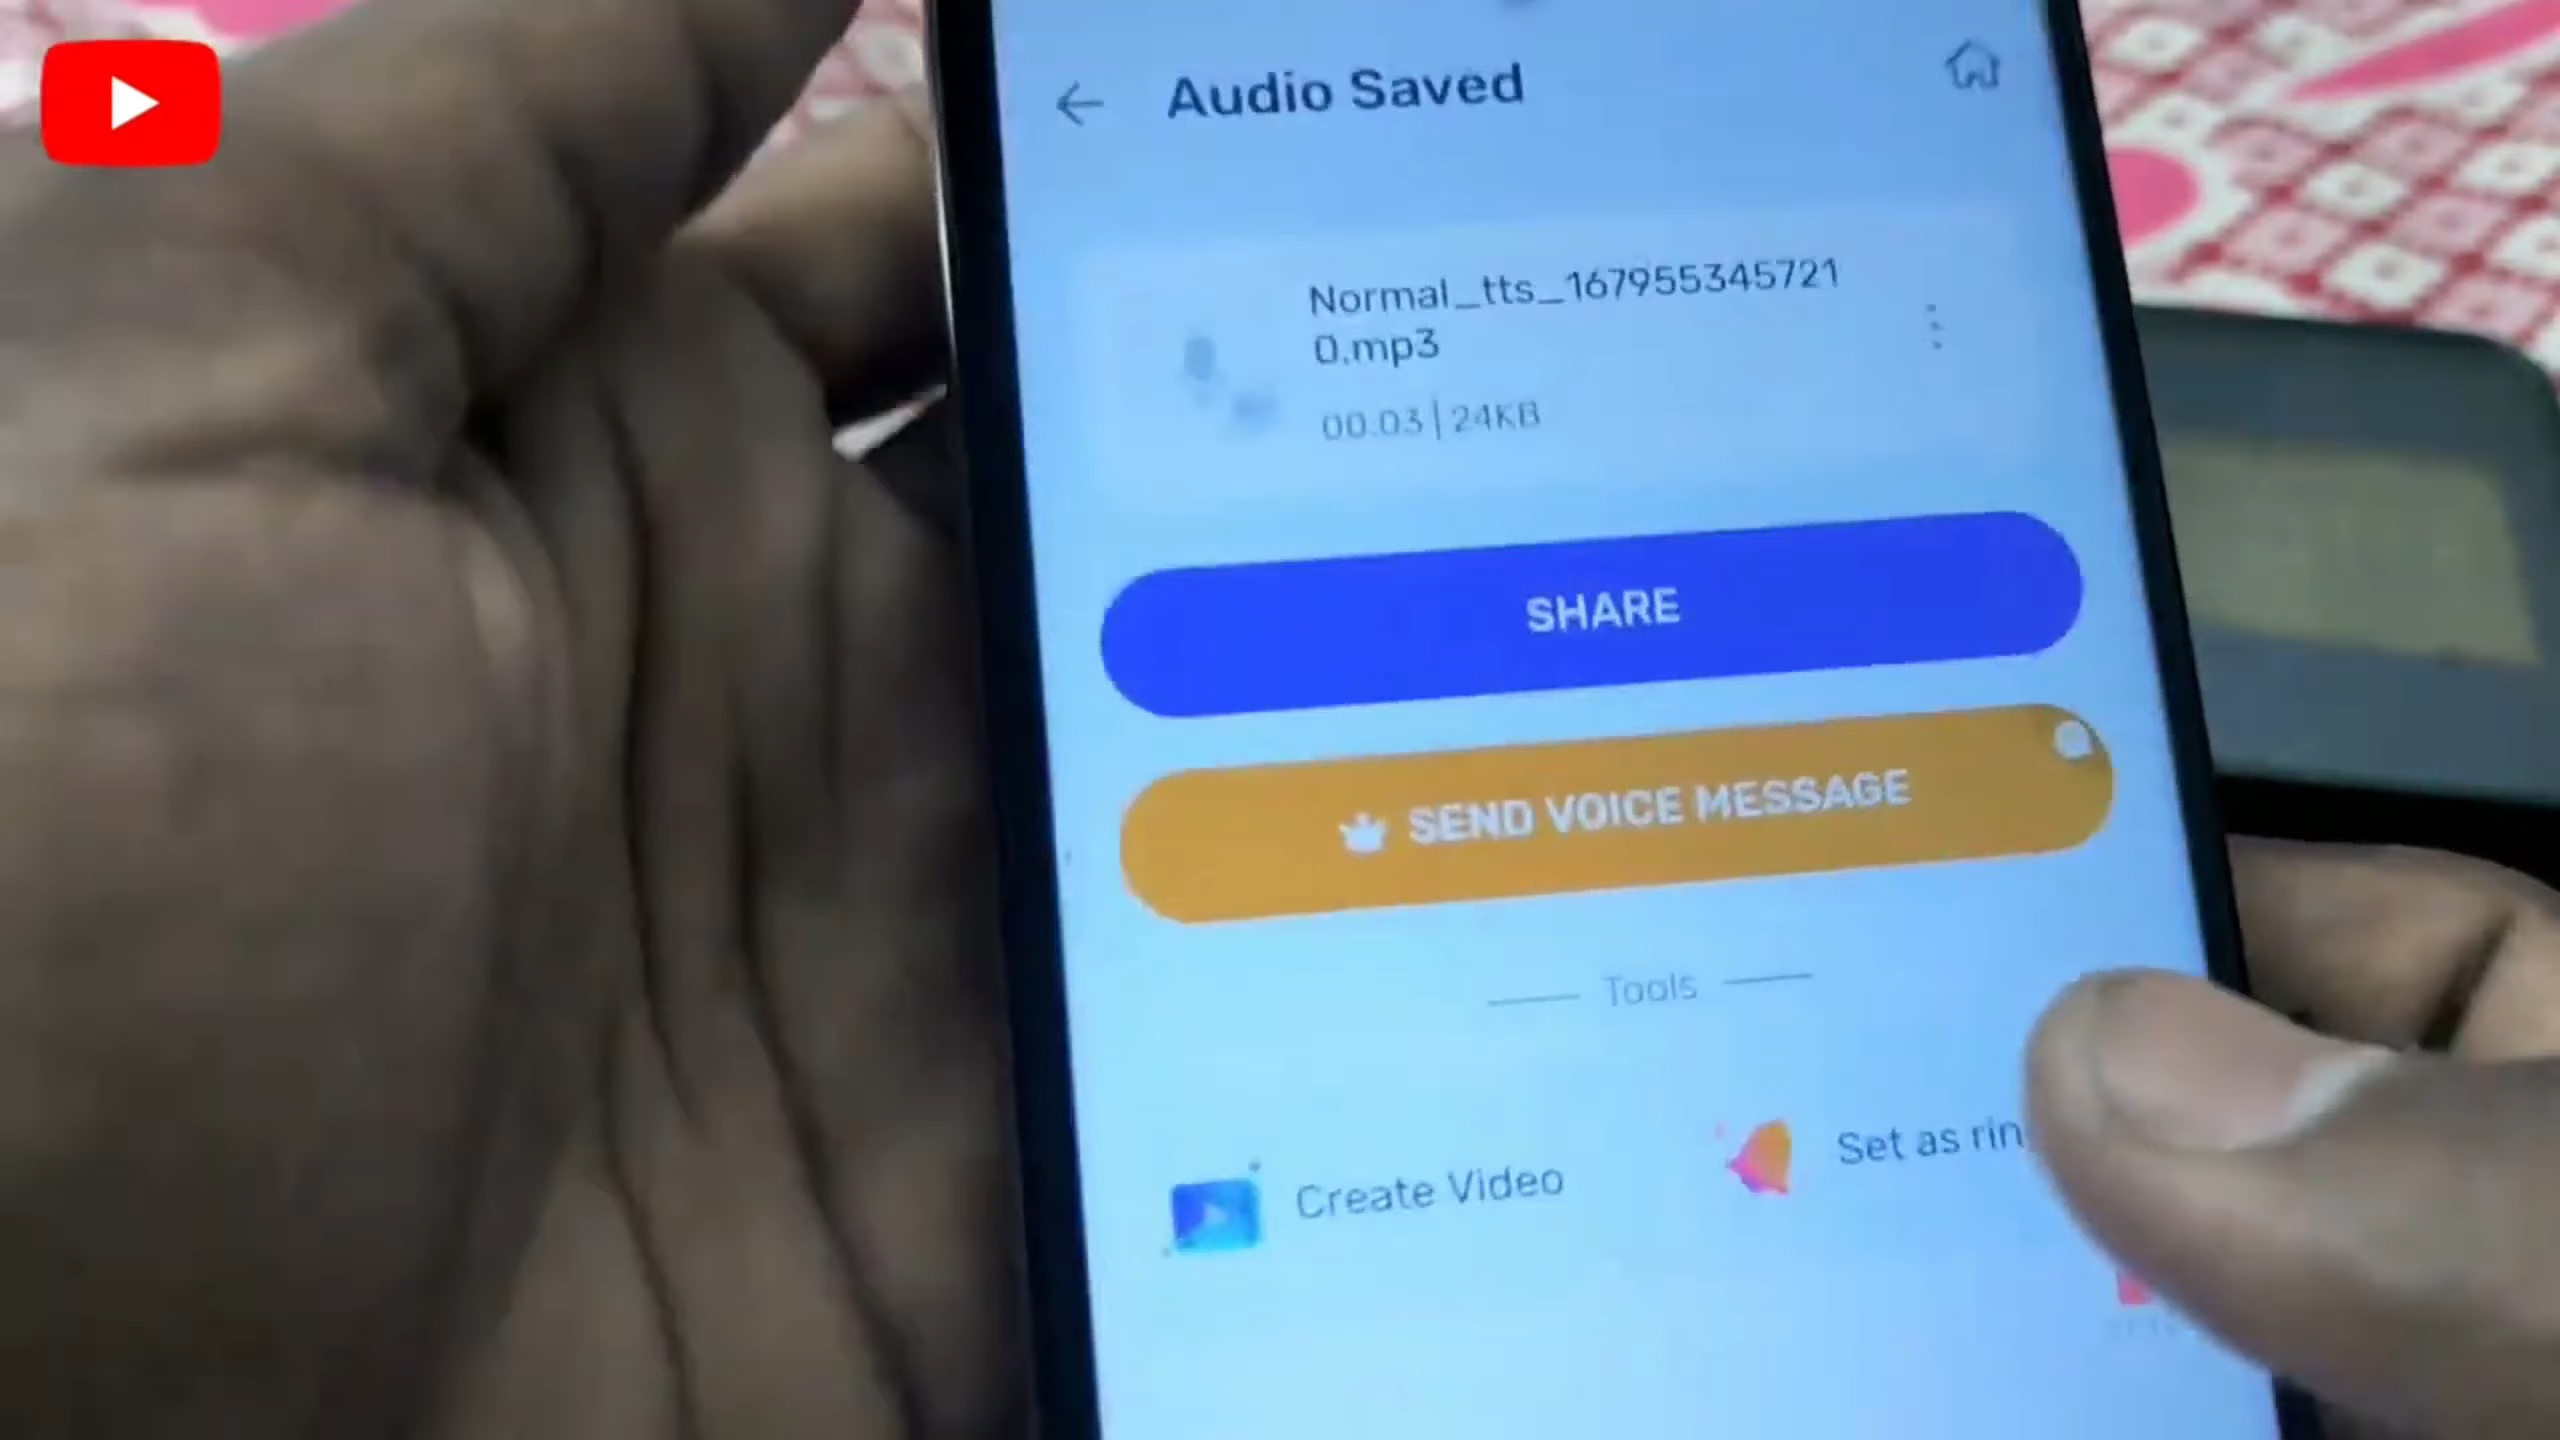 Audio Saved
Normal_tts_167955345721
0.mp3
00:03 | 24KB
SHARE
SEND VOICE MESSAGE
Tools
Create Video
Set as rin